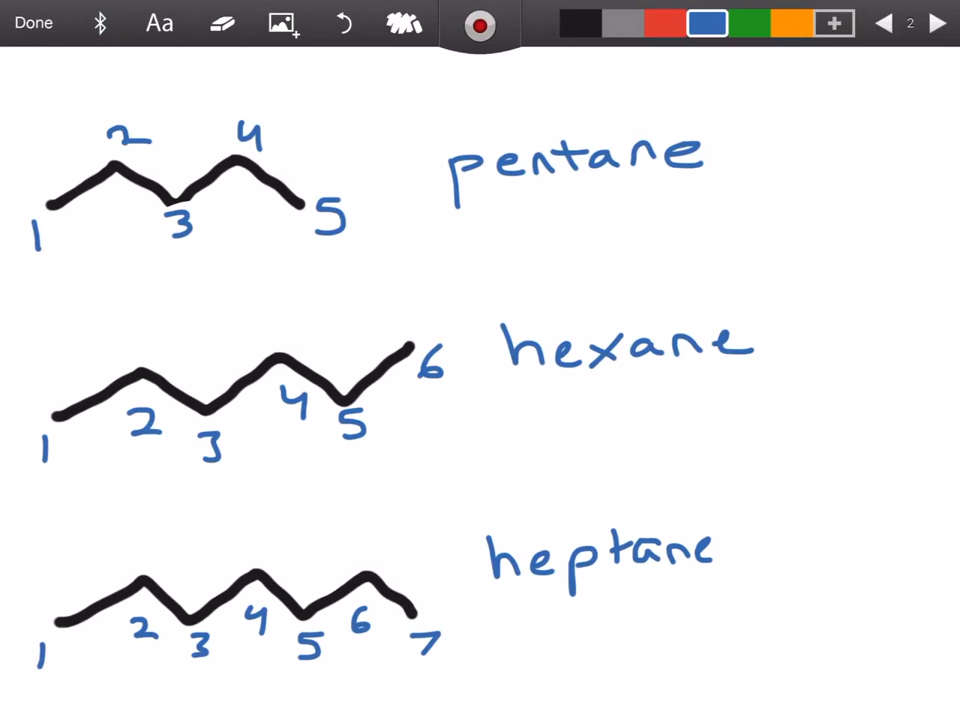 Done Aa 2
2 4 pentane
1 3 5
hexane
6
1 2 3 4 5
heptane
1 2 3 4 5 6 7